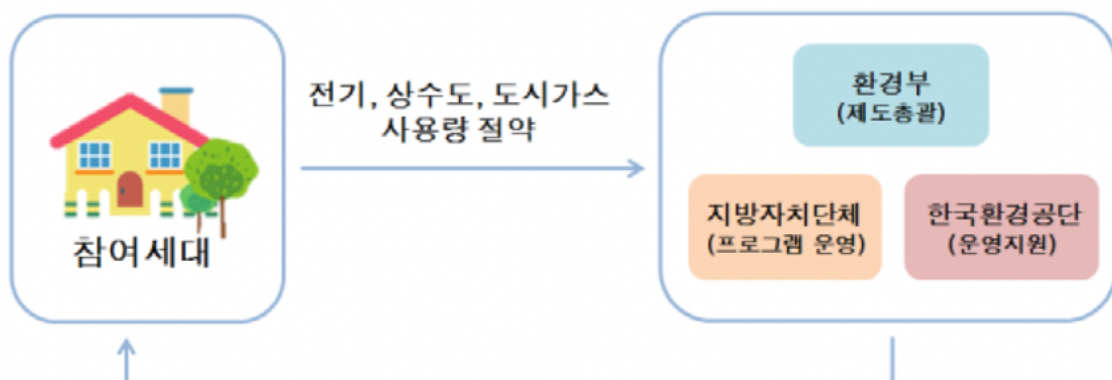 전기, 상수도, 도시가스
사용량 절약
참여세대
환경부
(제도총괄)
지방자치단체
(프로그램 운영)
한국환경공단
(운영지원)